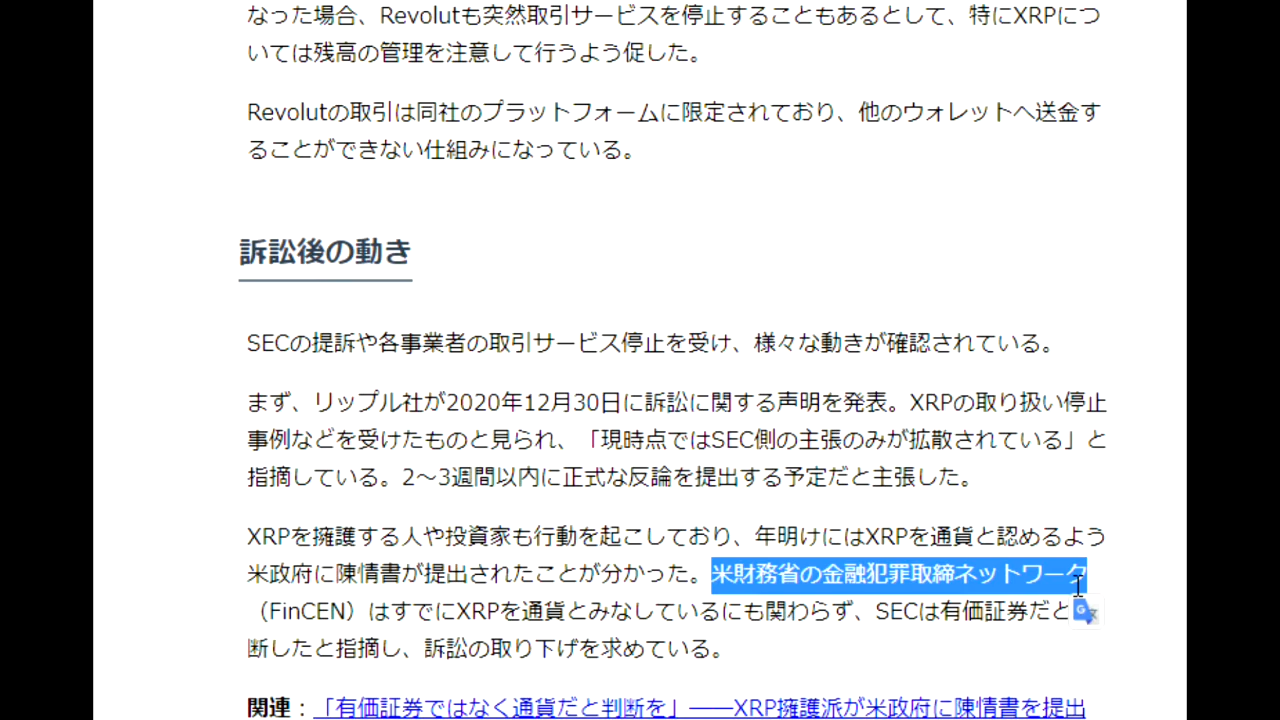 なった場合、Revolutも突然取引サービスを停止することもあるとして、特にXRPにつ
いては残高の管理を注意して行うよう促した。
Revolutの取引は同社のプラットフォームに限定されており、他のウォレットへ送金す
ることができない仕組みになっている。
訴訟後の動き
SECの提訴や各事業者の取引サービス停止を受け、様々な動きが確認されている。
まず、リップル社が2020年12月30日に訴訟に関する声明を発表。XRPの取り扱い停止
事例などを受けたものと見られ、「現時点ではSEC側の主張のみが拡散されている」と
指摘している。2〜3週間以内に正式な反論を提出する予定だと主張した。
XRPを擁護する人や投資家も行動を起こしており、年明けにはXRPを通貨と認めるよう
米政府に陳情書が提出されたことが分かった。米財務省の金融犯罪取締ネットワーク
（FinCEN）はすでにXRPを通貨とみなしているにも関わらず、SECは有価証券だと
断したと指摘し、訴訟の取り下げを求めている。
関連：「有価証券ではなく通貨だと判断を」──XRP擁護派が米政府に陳情書を提出